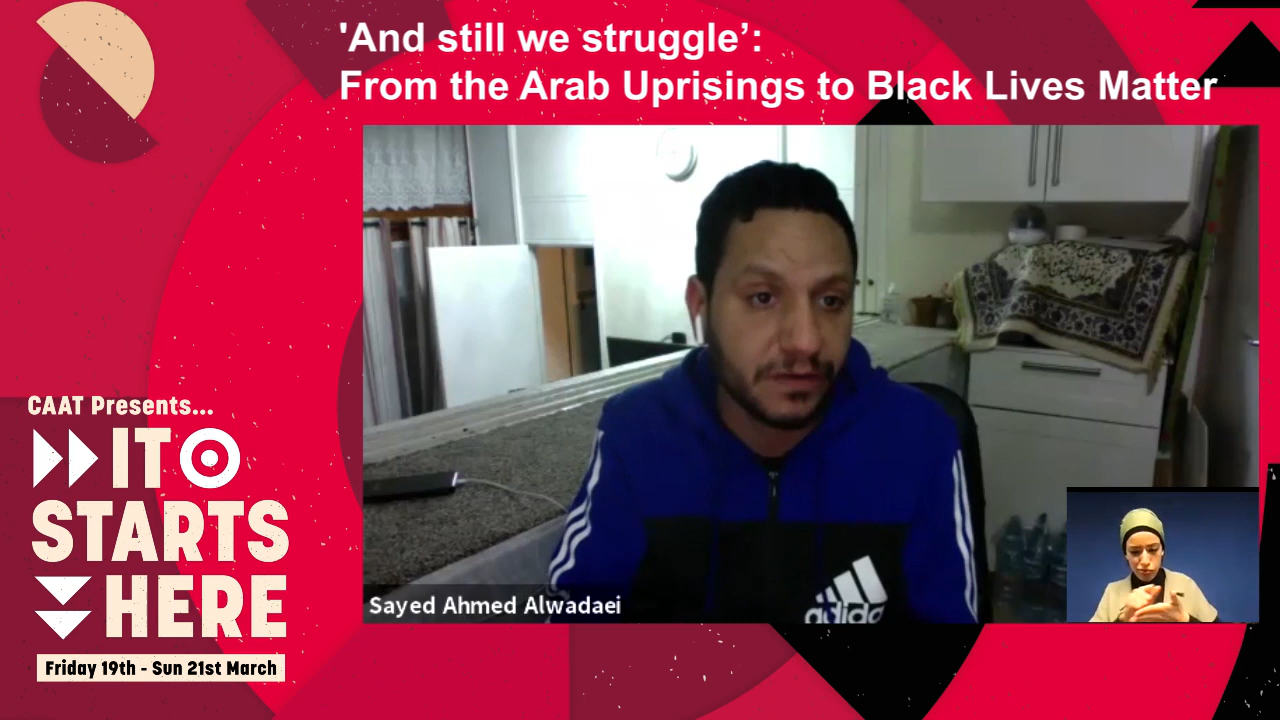 'And still we struggle’:
From the Arab Uprisings to Black Lives Matter
CAAT Presents...
IT
STARTS
HERE
Friday 19th - Sun 21st March
Sayed Ahmed Alwadaei
adidas